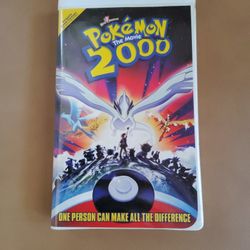 POKéMON
THE MOVIE
2000
ONE PERSON CAN MAKE ALL THE DIFFERENCE